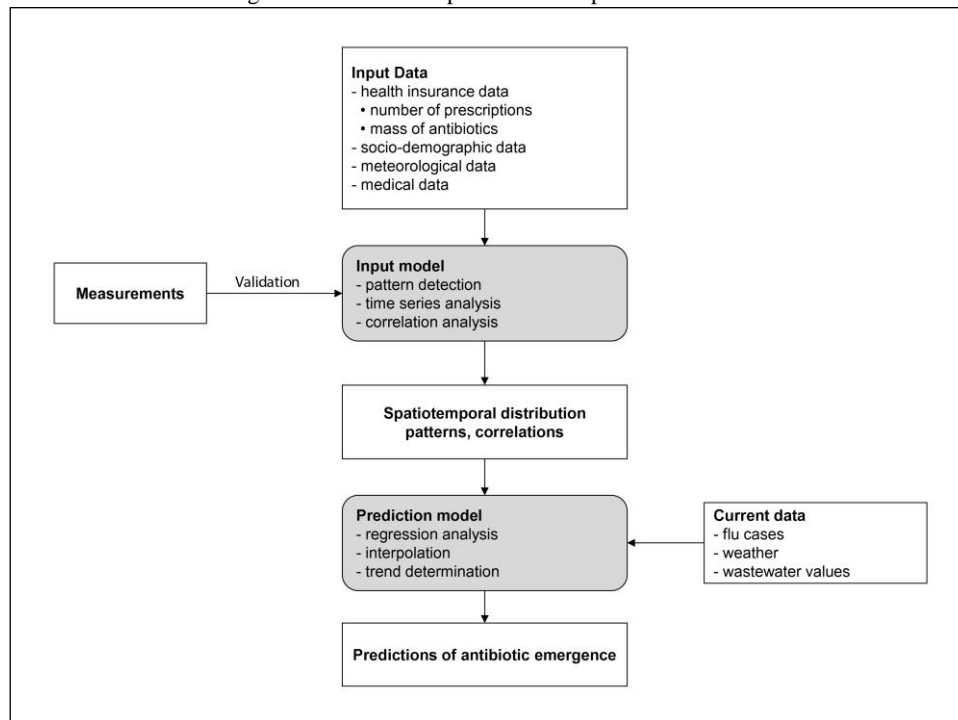 Input Data
- health insurance data
• number of prescriptions
• mass of antibiotics
- socio-demographic data
- meteorological data
- medical data
Measurements
Validation
Input model
- pattern detection
- time series analysis
- correlation analysis
Spatiotemporal distribution
patterns, correlations
Prediction model
- regression analysis
- interpolation
- trend determination
Current data
- flu cases
- weather
- wastewater values
Predictions of antibiotic emergence